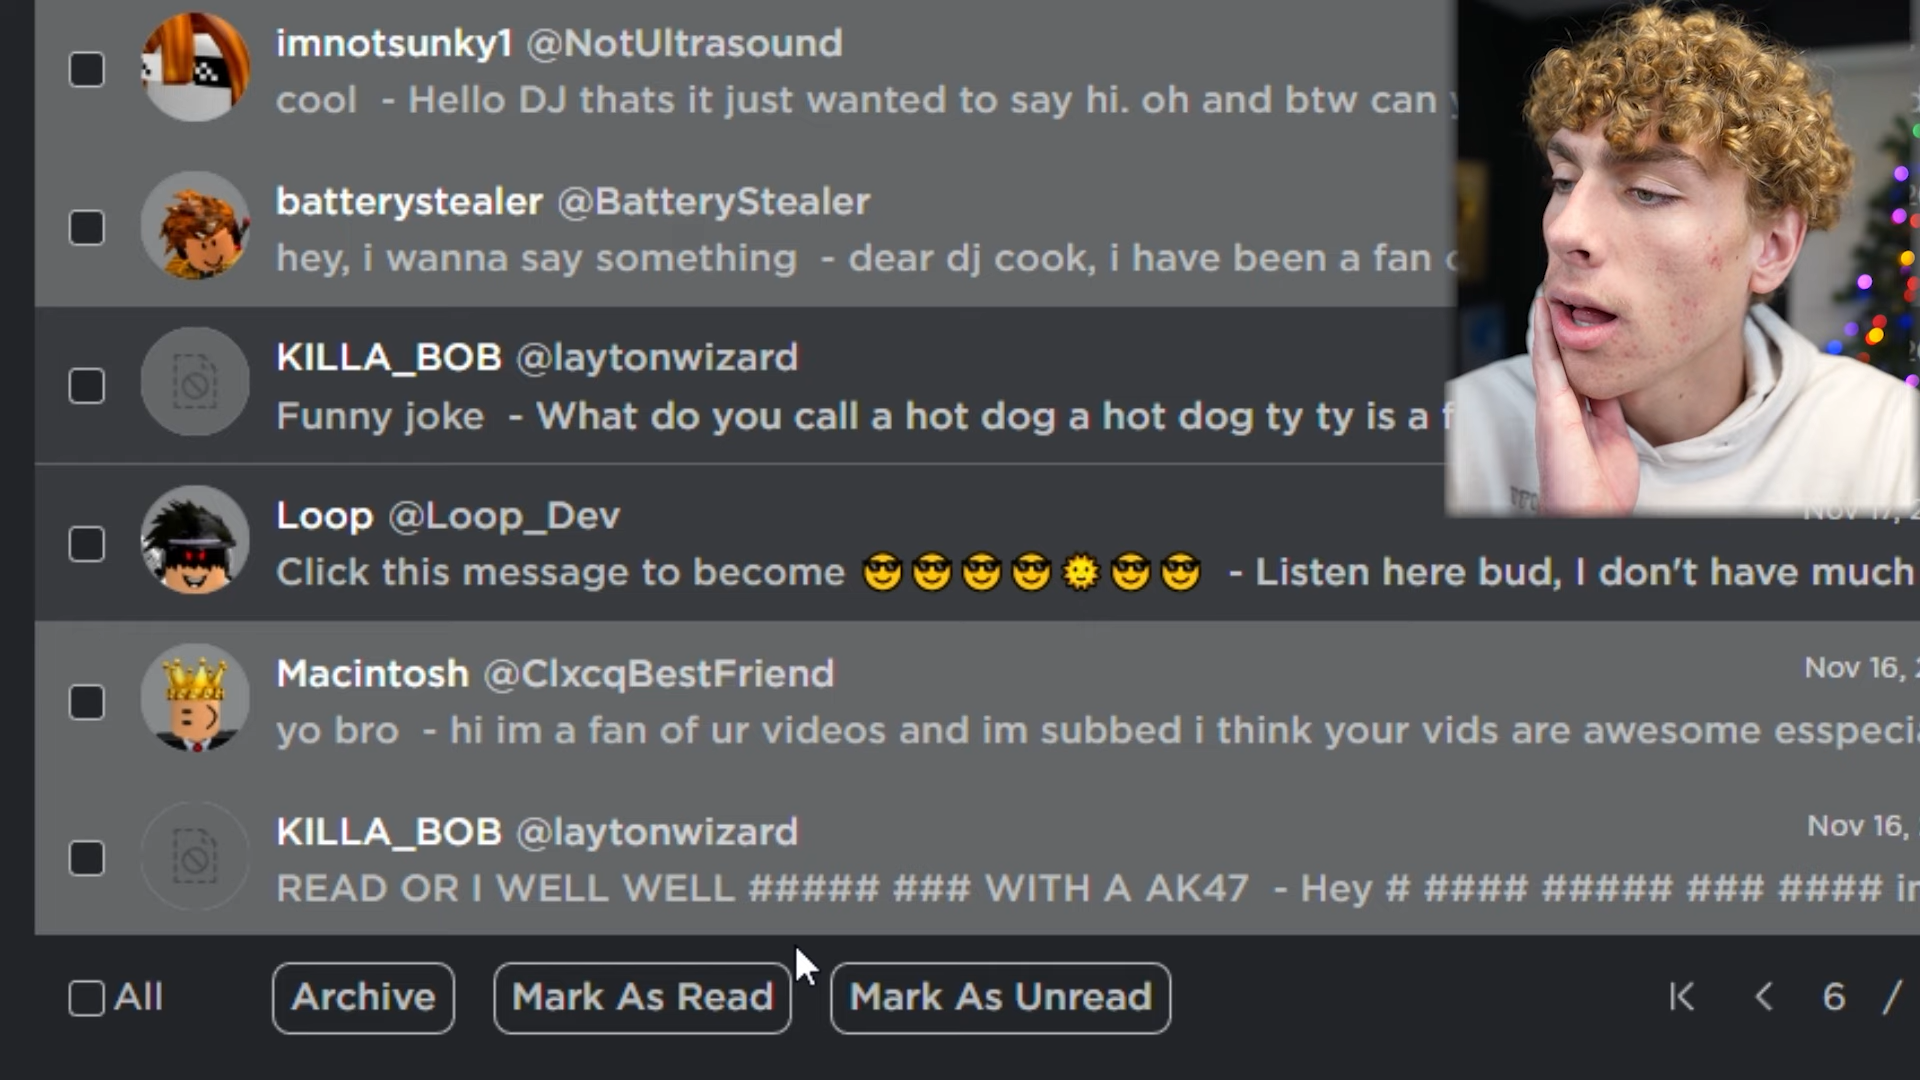 imnotsunky1 @NotUltrasound
cool - Hello DJ thats it just wanted to say hi. oh and btw can
batterystealer @BatteryStealer
hey, i wanna say something - dear dj cook, i have been a fan
KILLA_BOB @laytonwizard
Funny joke - What do you call a hot dog a hot dog ty ty is a
Loop @Loop_Dev
Nov 17,
Click this message to become 😎😎😎😎🌞😎😎 - Listen here bud, I don't have much
Macintosh @ClxcqBestFriend
Nov 16,
yo bro - hi im a fan of ur videos and im subbed i think your vids are awesome esspeci
KILLA_BOB @laytonwizard
Nov 16,
READ OR I WELL WELL ##### ### WITH A AK47 - Hey # #### ##### ### #### in
All Archive Mark As Read Mark As Unread 6 /